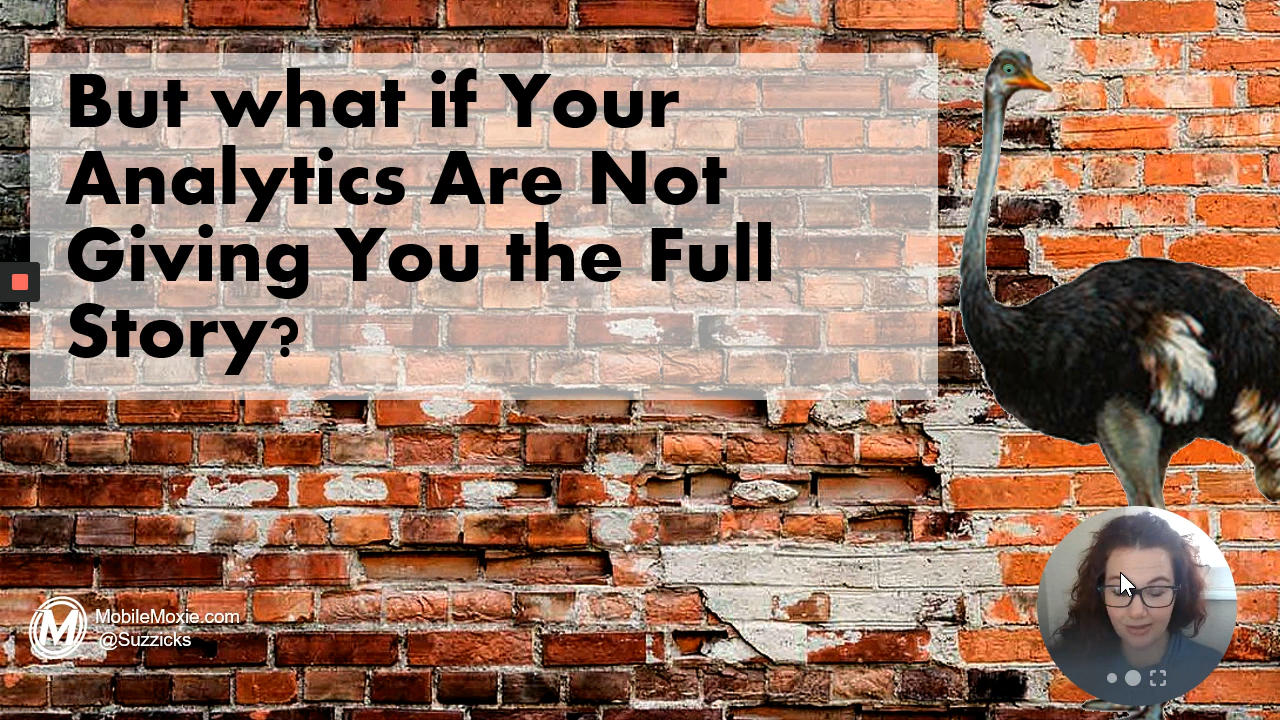 But what if Your
Analytics Are Not
Giving You the Full
Story?
M
MobileMoxie.com
@Suzzicks